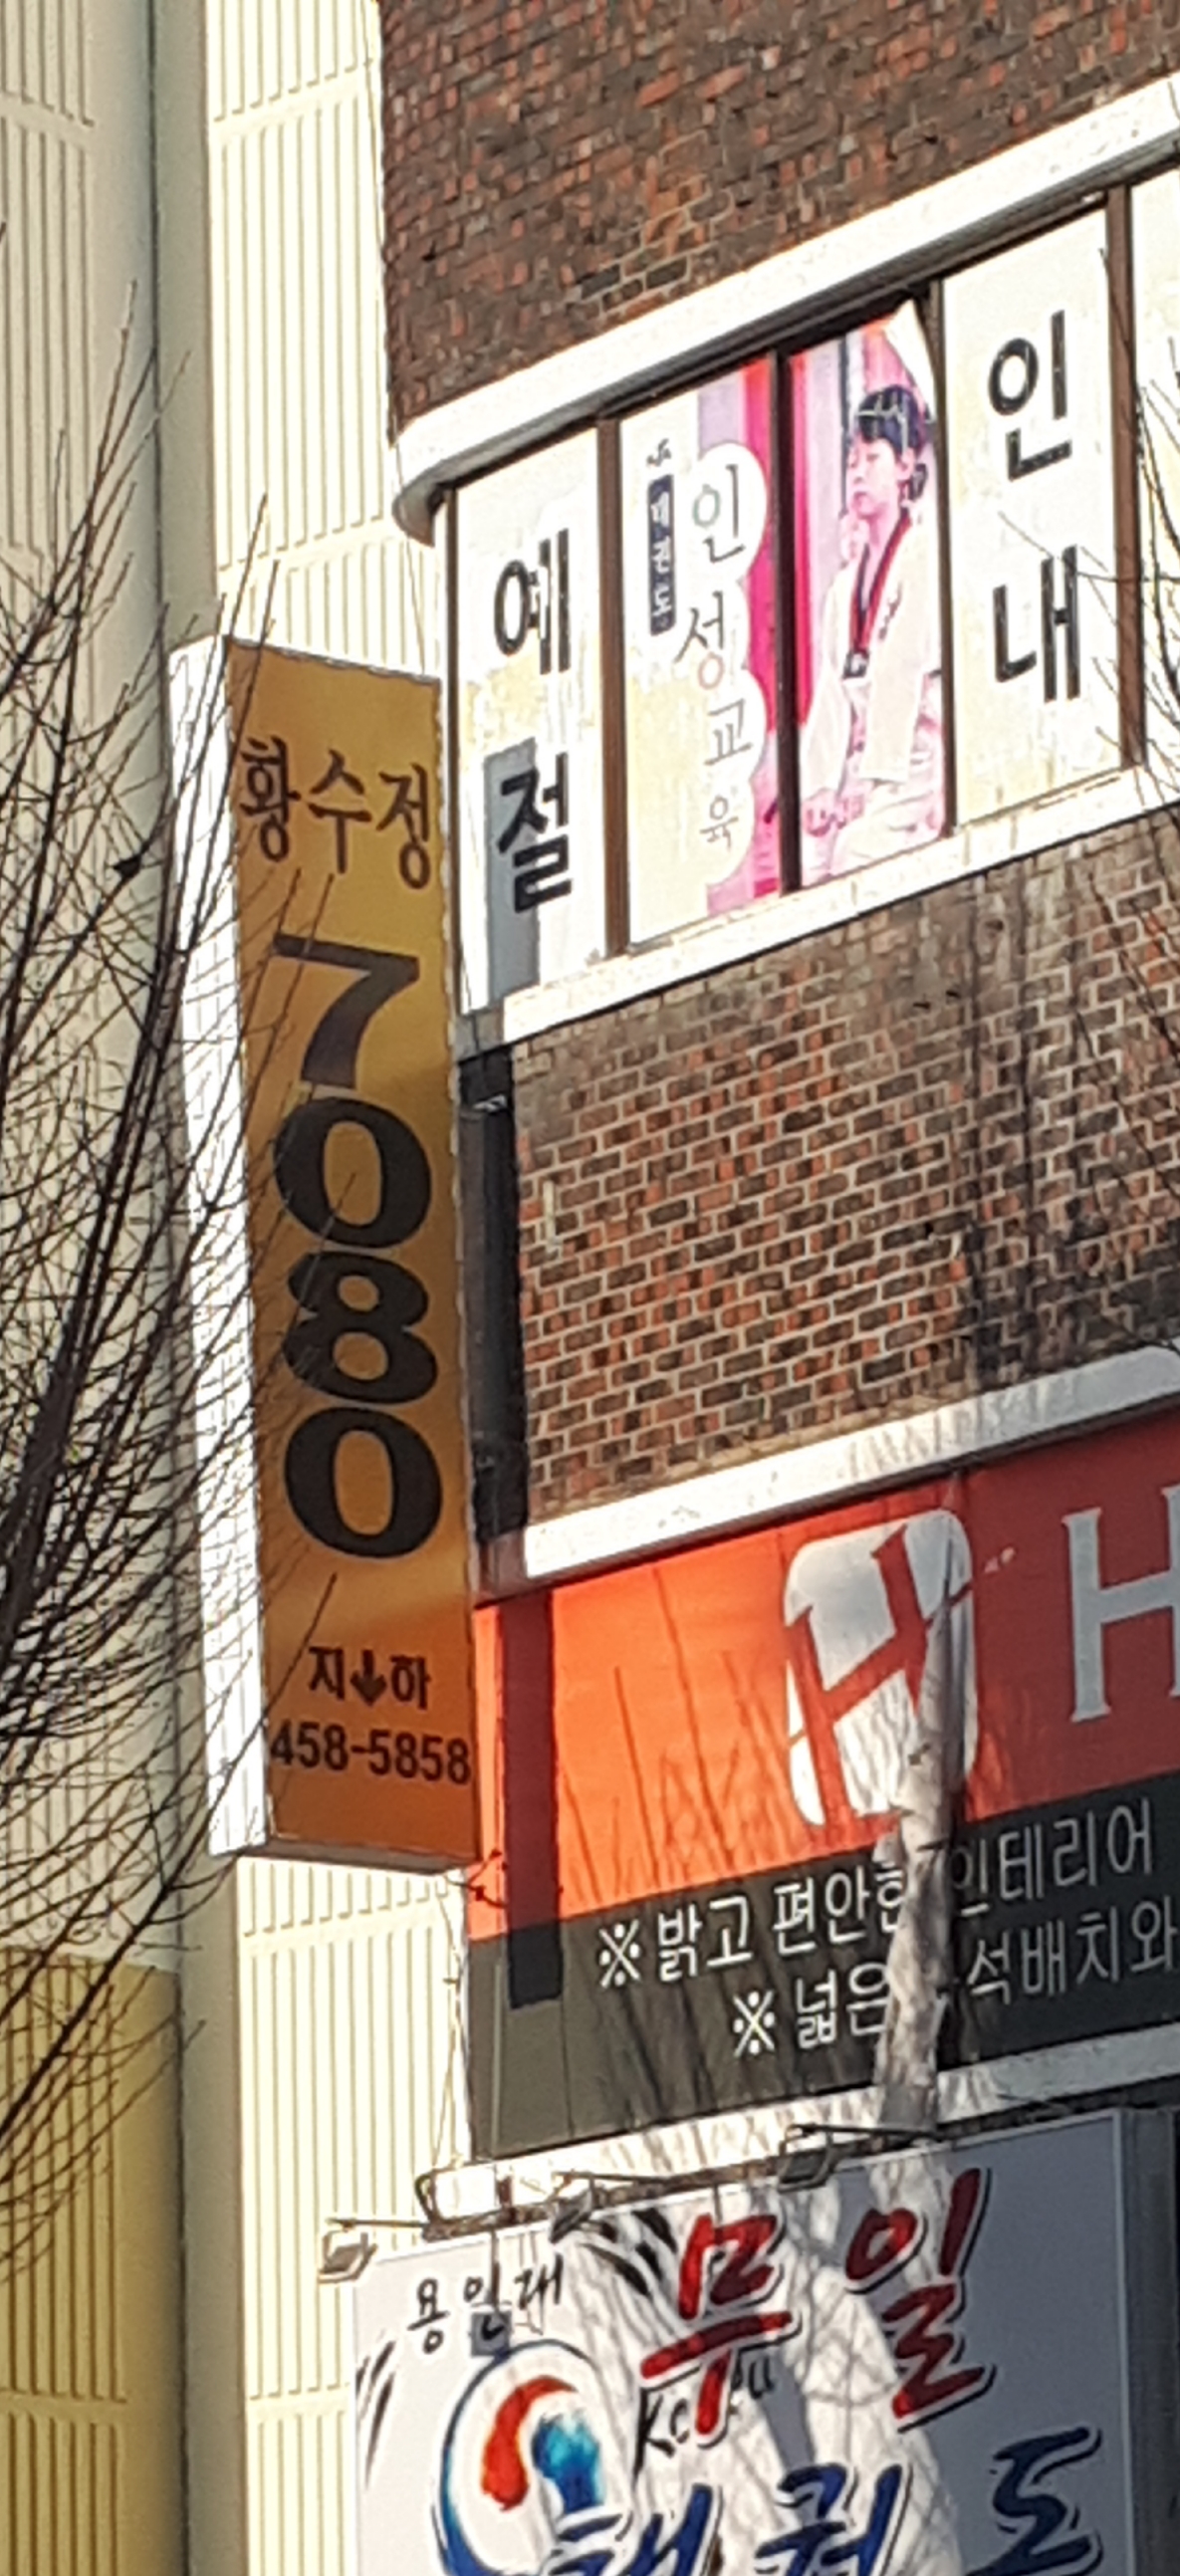 예절
태권도
인성교육
인내
황수정
7080
지↓하
458-5858
H
※ 밝고 편안한 인테리어
※ 넓은 석배치와
용인대
무일
태권도